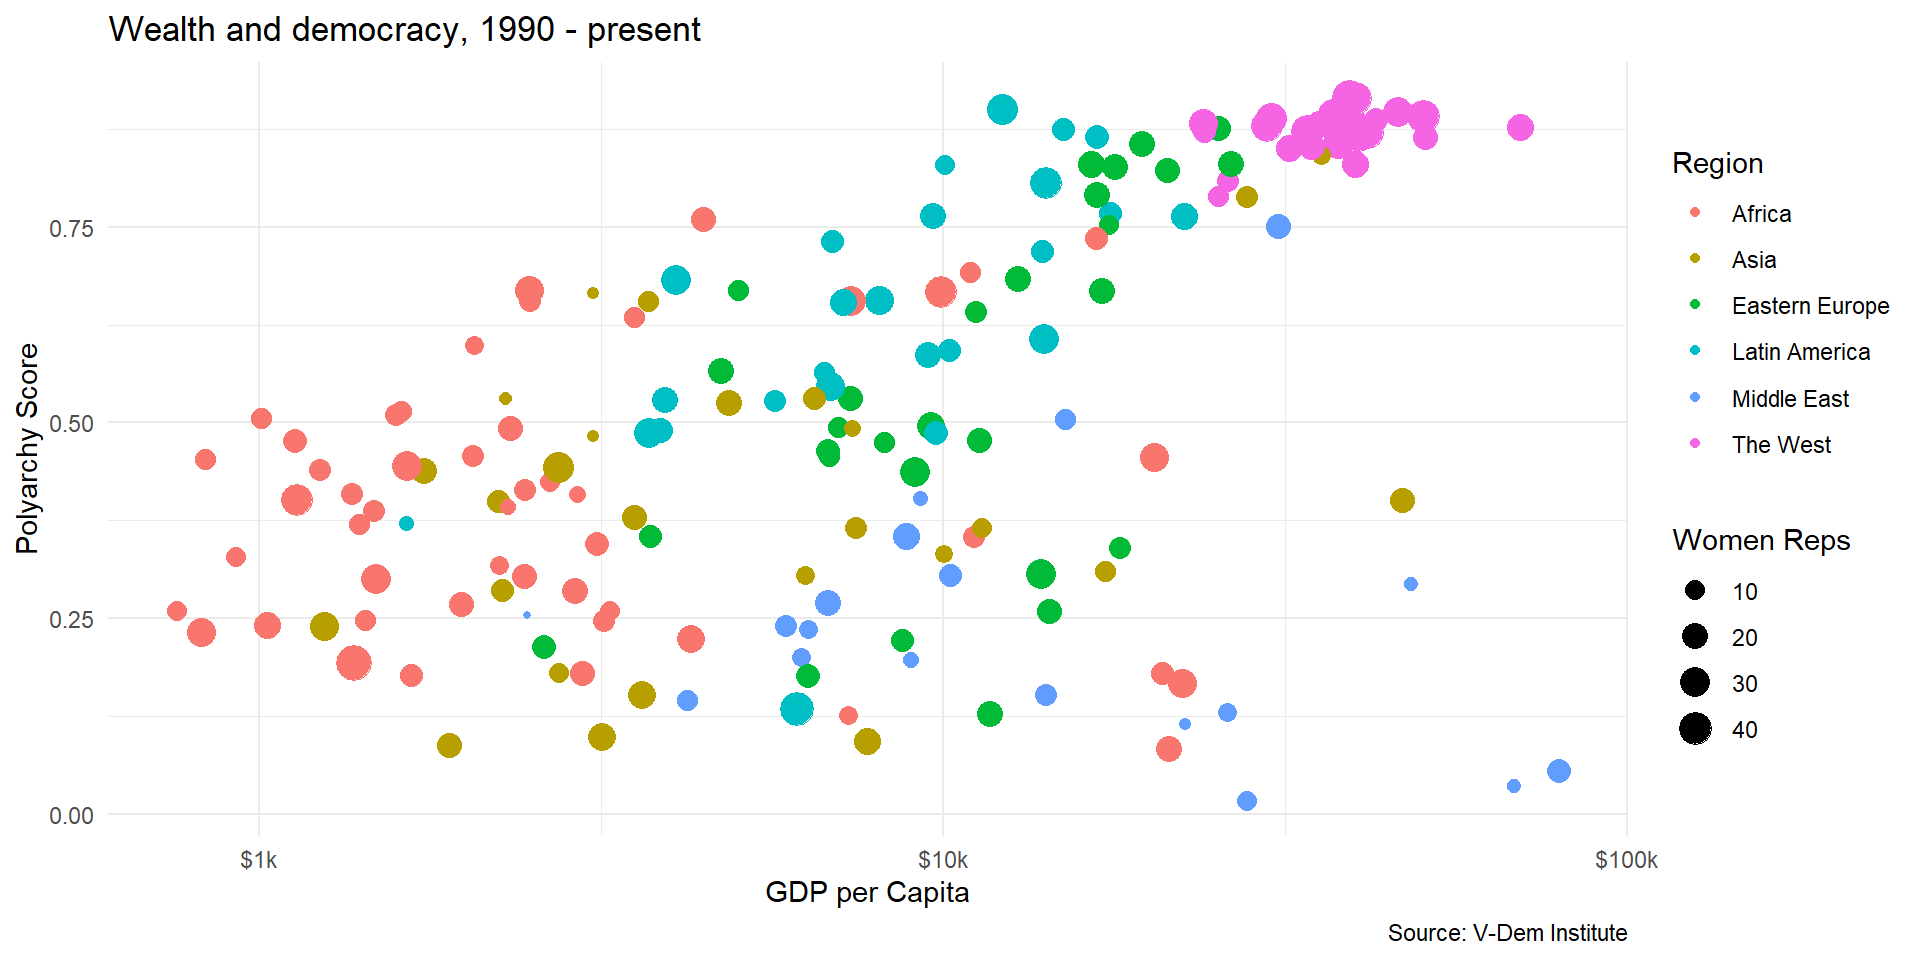 Wealth and democracy, 1990 - present
Polyarchy Score
0.75
0.50
0.25
0.00
$1k
$10k
$100k
GDP per Capita
Region
Africa
Asia
Eastern Europe
Latin America
Middle East
The West
Women Reps
10
20
30
40
Source: V-Dem Institute